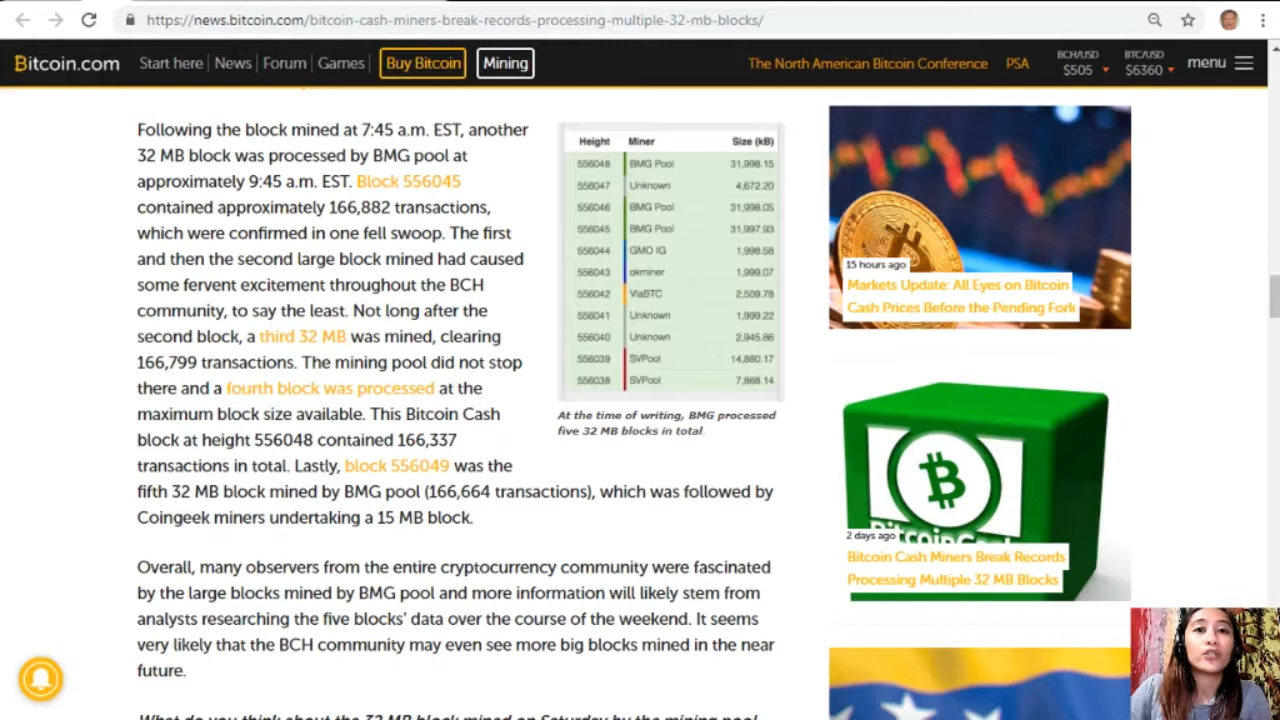 https://news.bitcoin.com/bitcoin-cash-miners-break-records-processing-multiple-32-mb-blocks/
Bitcoin.com Start here News Forum Games Buy Bitcoin Mining The North American Bitcoin Conference PSA BCH/USD $505 BTC/USD $6360 menu
Following the block mined at 7:45 a.m. EST, another
32 MB block was processed by BMG pool at
approximately 9:45 a.m. EST. Block 556045
contained approximately 166,882 transactions,
which were confirmed in one fell swoop. The first
and then the second large block mined had caused
some fervent excitement throughout the BCH
community, to say the least. Not long after the
second block, a third 32 MB was mined, clearing
166,799 transactions. The mining pool did not stop
there and a fourth block was processed at the
maximum block size available. This Bitcoin Cash
block at height 556048 contained 166,337
transactions in total. Lastly, block 556049 was the
fifth 32 MB block mined by BMG pool (166,664 transactions), which was followed by
Coingeek miners undertaking a 15 MB block.
Height Miner Size (kB)
556048 BMG Pool 31,998.15
556047 Unknown 4,672.20
556046 BMG Pool 31,998.05
556045 BMG Pool 31,997.93
556044 GMO IG 1,998.58
556043 okminer 1,999.07
556042 ViaBTC 2,509.78
556041 Unknown 1,999.22
556040 Unknown 2,945.86
556039 SVPool 14,880.17
556038 SVPool 7,868.14
At the time of writing, BMG processed
five 32 MB blocks in total.
Overall, many observers from the entire cryptocurrency community were fascinated
by the large blocks mined by BMG pool and more information will likely stem from
analysts researching the five blocks' data over the course of the weekend. It seems
very likely that the BCH community may even see more big blocks mined in the near
future.
What do you think about the 32 MB block mined on Saturday by the mining pool
15 hours ago
Markets Update: All Eyes on Bitcoin
Cash Prices Before the Pending Fork
2 days ago
BitcoinCash
Bitcoin Cash Miners Break Records
Processing Multiple 32 MB Blocks